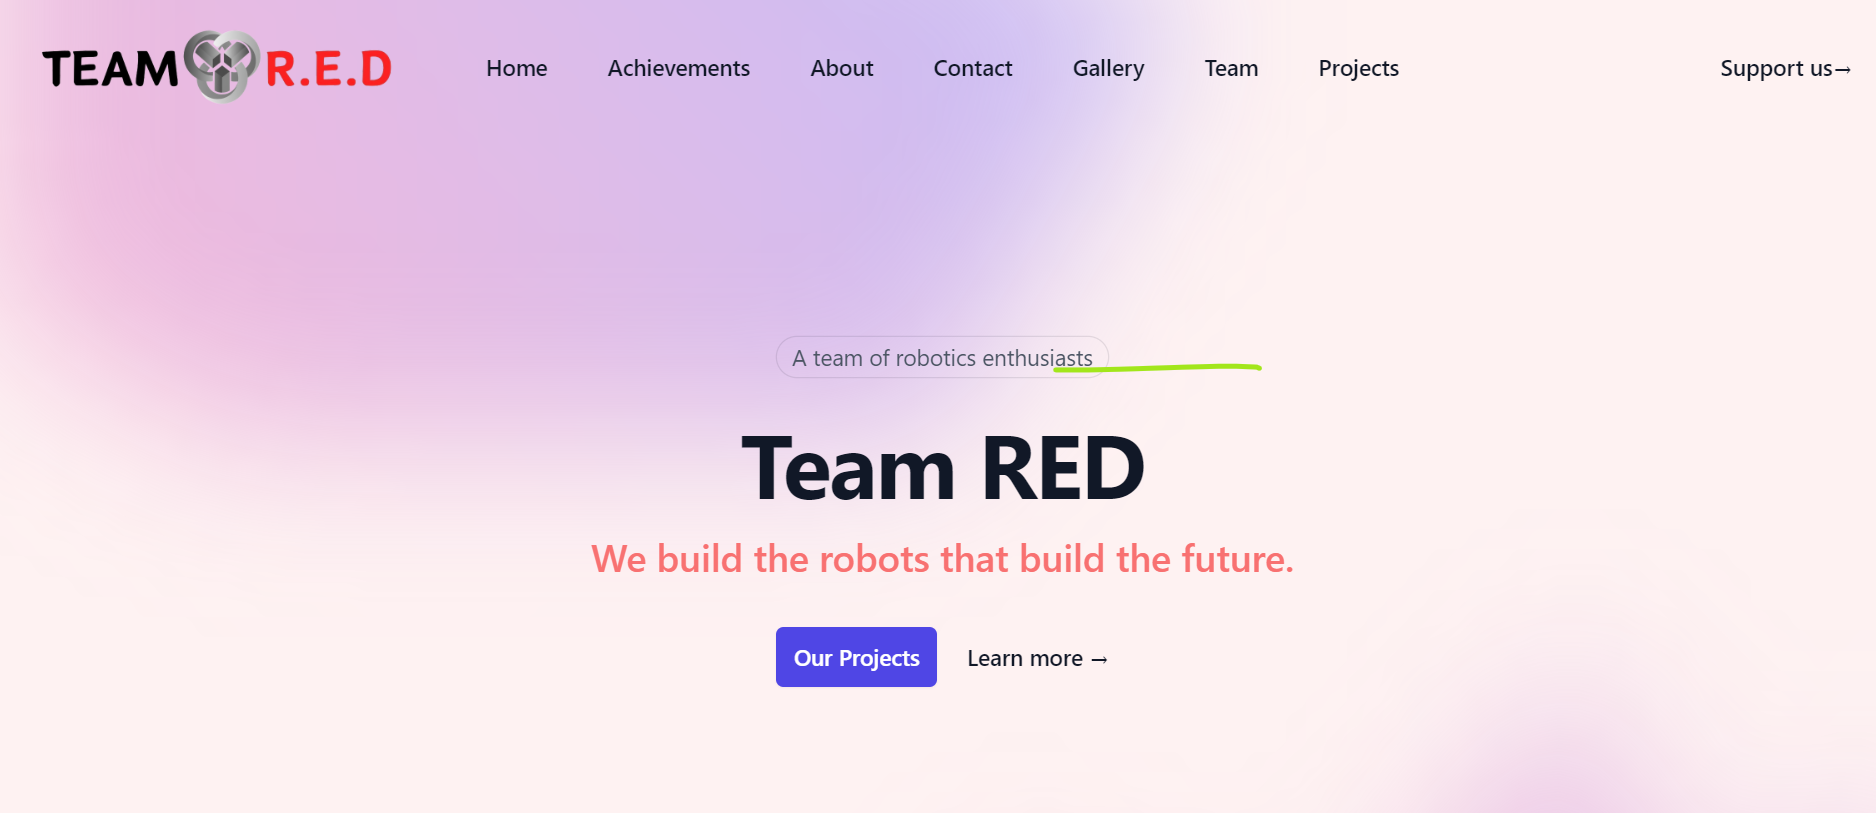 TEAM R.E.D
Home Achievements About Contact Gallery Team Projects Support us→
A team of robotics enthusiasts
Team RED
We build the robots that build the future.
Our Projects Learn more →